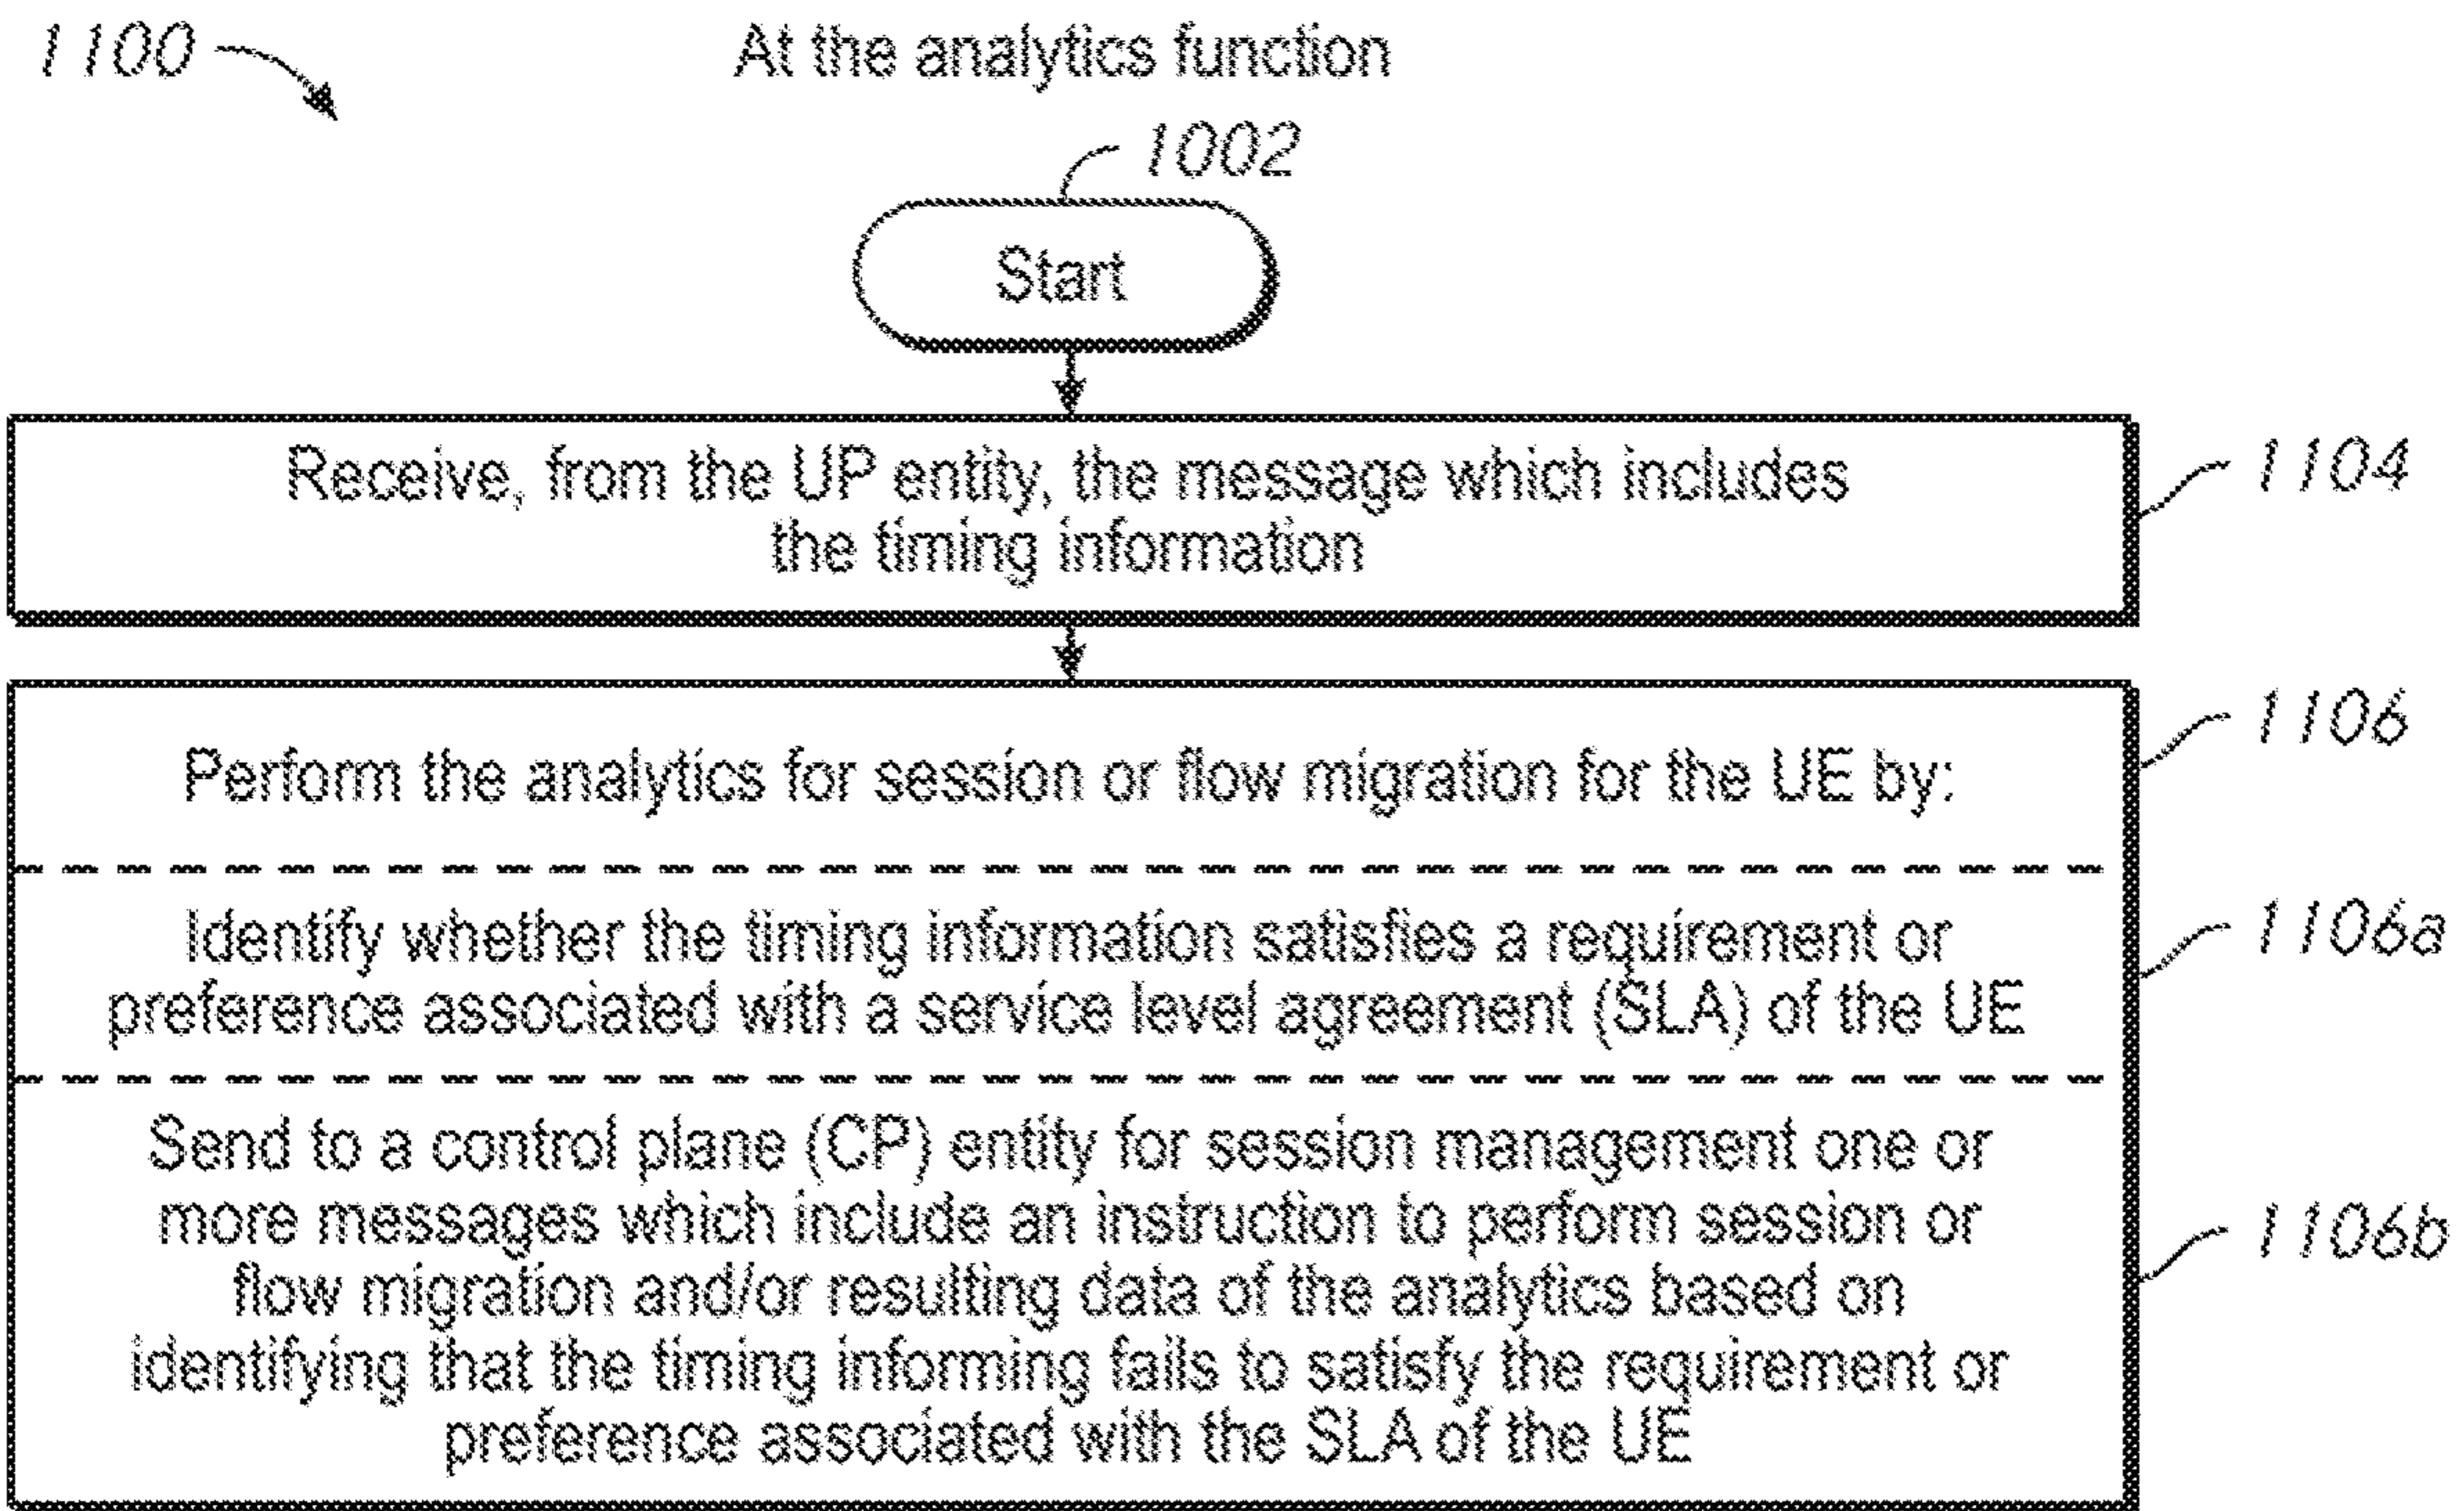 1100
At the analytics function
1002
Start
Receive, from the UP entity, the message which includes
the timing information
1104
Perform the analytics for session or flow migration for the UE by:
1106
Identify whether the timing information satisfies a requirement or
preference associated with a service level agreement (SLA) of the UE
1106a
Send to a control plane (CP) entity for session management one or
more messages which include an instruction to perform session or
flow migration and/or resulting data of the analytics based on
identifying that the timing informing fails to satisfy the requirement or
preference associated with the SLA of the UE
1106b